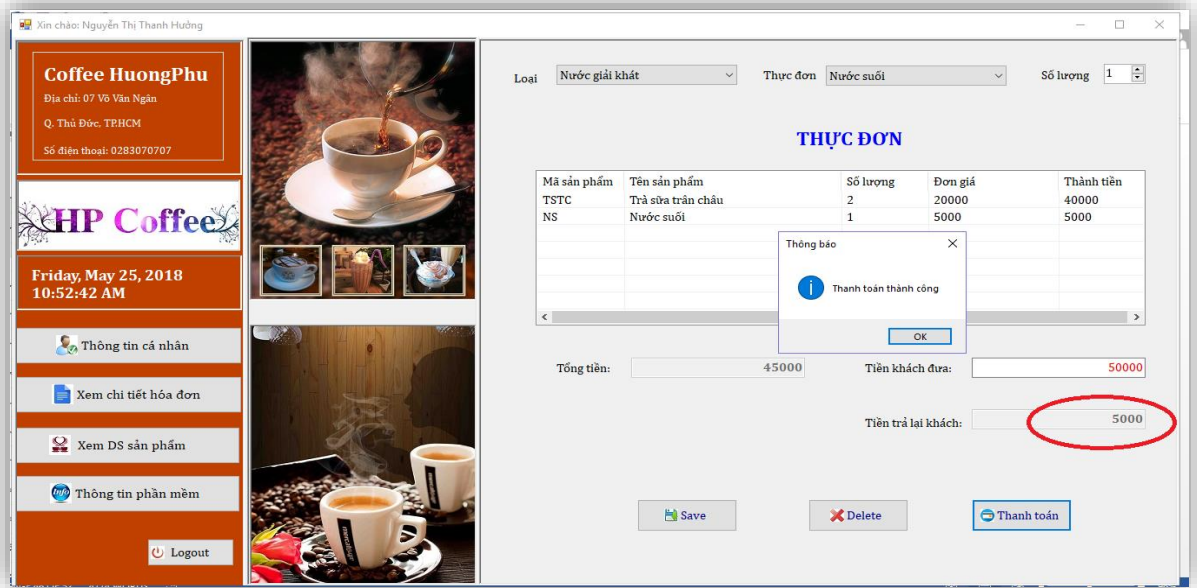 Xin chào: Nguyễn Thị Thanh Hưởng
Coffee HuongPhu
Địa chỉ: 07 Võ Văn Ngân
Q. Thủ Đức, TP.HCM
Số điện thoại: 0283070707
HP Coffee
Friday, May 25, 2018
10:52:42 AM
Thông tin cá nhân
Xem chi tiết hóa đơn
Xem DS sản phẩm
Info Thông tin phần mềm
Logout
Loại Nước giải khát Thực đơn Nước suối Số lượng 1
THỰC ĐƠN
Mã sản phẩm Tên sản phẩm Số lượng Đơn giá Thành tiền
TSTC Trà sữa trân châu 2 20000 40000
NS Nước suối 1 5000 5000
Thông báo
Thanh toán thành công
OK
Tổng tiền: 45000 Tiền khách đưa: 50000
Tiền trả lại khách: 5000
Save Delete Thanh toán